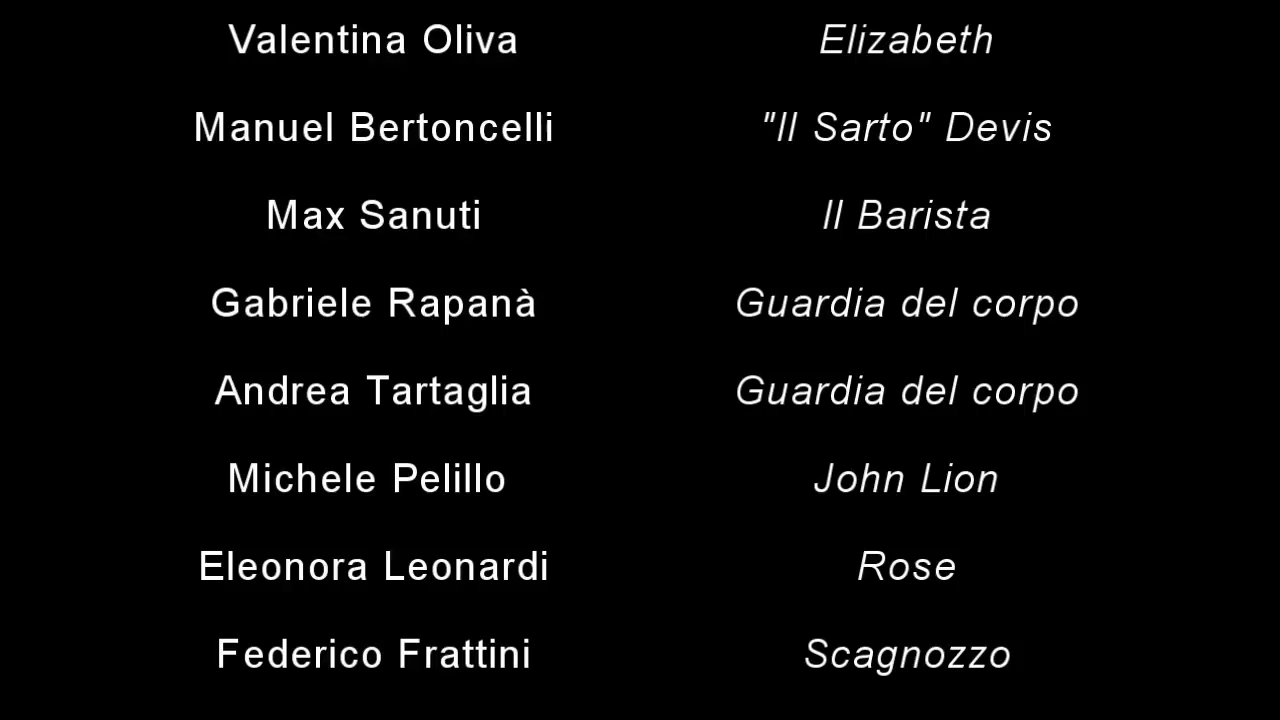 Valentina Oliva Elizabeth
Manuel Bertoncelli "Il Sarto" Devis
Max Sanuti Il Barista
Gabriele Rapanà Guardia del corpo
Andrea Tartaglia Guardia del corpo
Michele Pelillo John Lion
Eleonora Leonardi Rose
Federico Frattini Scagnozzo